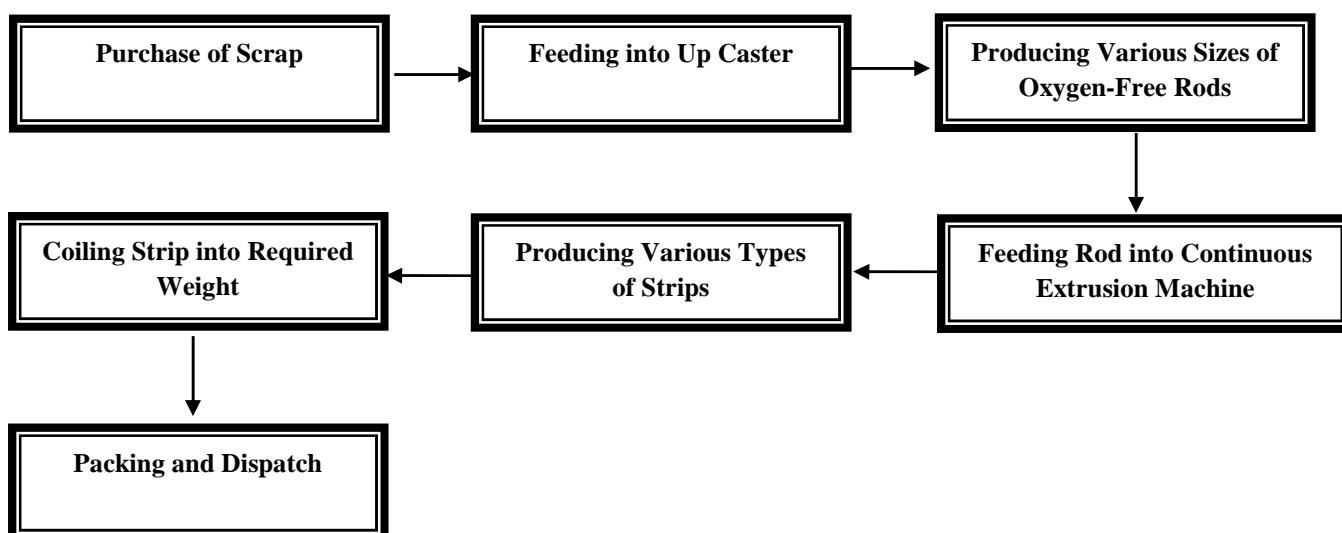 Purchase of Scrap
Feeding into Up Caster
Producing Various Sizes of
Oxygen-Free Rods
Feeding Rod into Continuous
Extrusion Machine
Producing Various Types
of Strips
Coiling Strip into Required
Weight
Packing and Dispatch